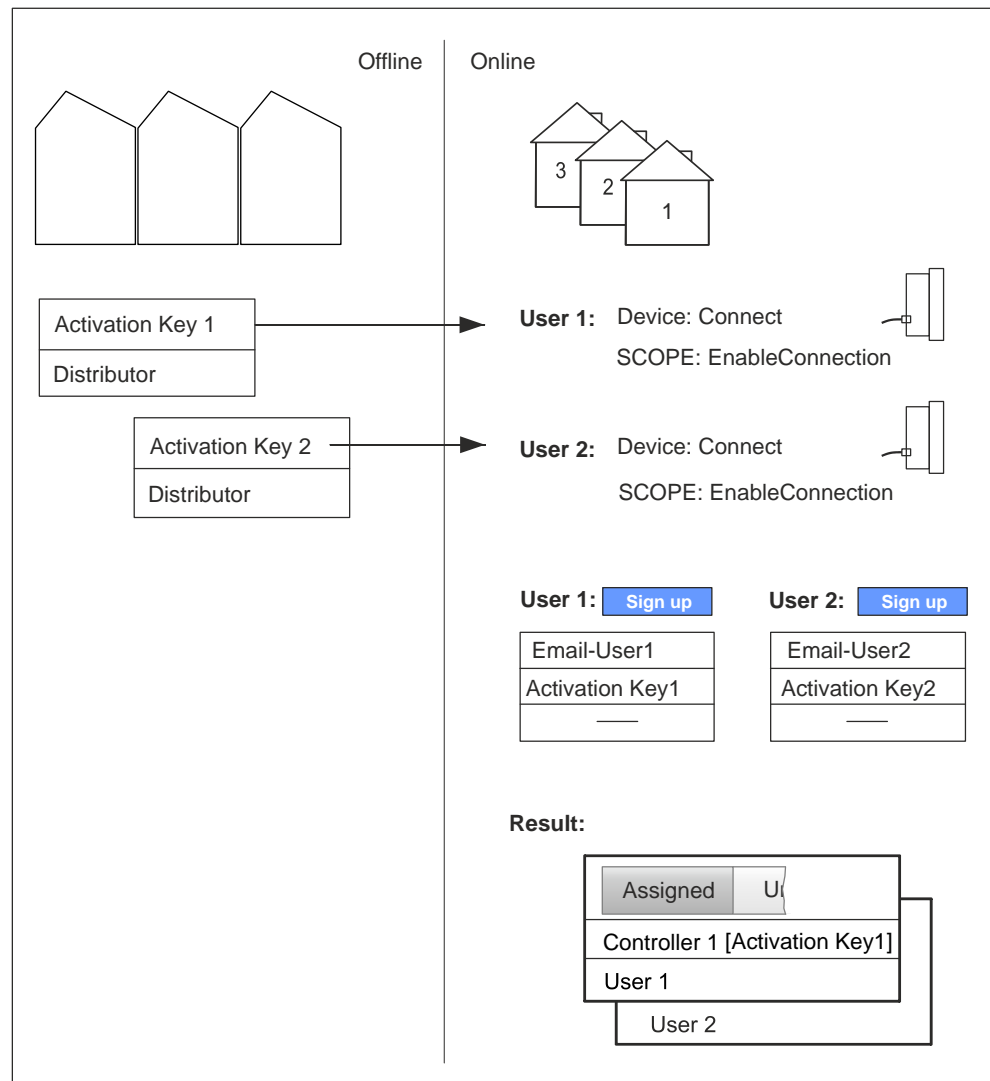 Offline
Online
3
2
1
Activation Key 1
Distributor
User 1:
Device: Connect
SCOPE: EnableConnection
Activation Key 2
Distributor
User 2:
Device: Connect
SCOPE: EnableConnection
User 1:
Sign up
User 2:
Sign up
Email-User1
Activation Key1
Email-User2
Activation Key2
Result:
Assigned
Controller 1 [Activation Key1]
User 1
User 2